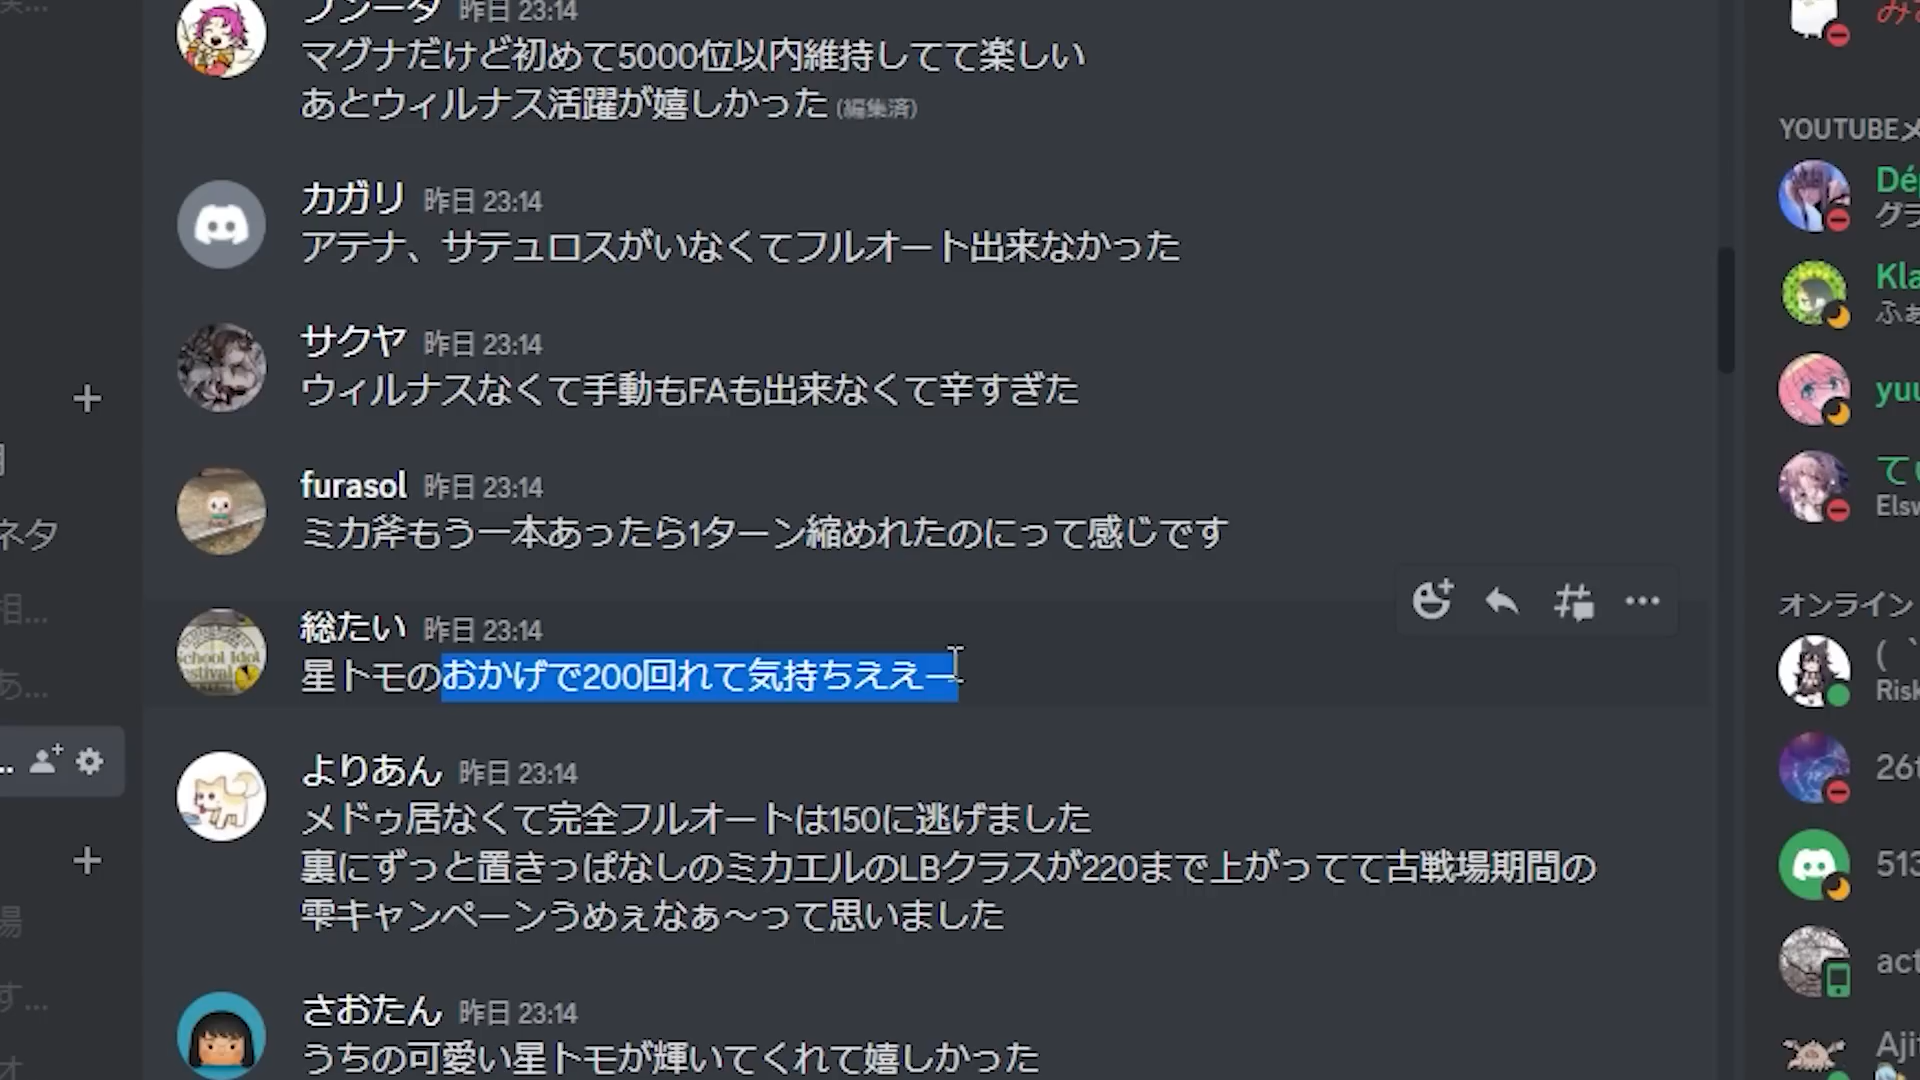 昨日 23:14
マグナだけど初めて5000位以内維持してて楽しい
あとウィルナス活躍が嬉しかった (編集済)
カガリ 昨日 23:14
アテナ、サテュロスがいなくてフルオート出来なかった
サクヤ 昨日 23:14
ウィルナスなくて手動もFAも出来なくて辛すぎた
furasol 昨日 23:14
ミカ斧もう一本あったら1ターン縮めれたのにって感じです
総たい 昨日 23:14
星トモのおかげで200回れて気持ちええー
よりあん 昨日 23:14
メドゥ居なくて完全フルオートは150に逃げました
裏にずっと置きっぱなしのミカエルのLBクラスが220まで上がってて古戦場期間の
雫キャンペーンうめぇなぁ～って思いました
さおたん 昨日 23:14
うちの可愛い星トモが輝いてくれて嬉しかった
ネタ
相...
あ...
場
す...
オ
YOUTUBEメ
Dé
グラ
Kla
ふぁ
yuu
てぃ
Elsw
オンライン
Risk
26t
513
act
Aji